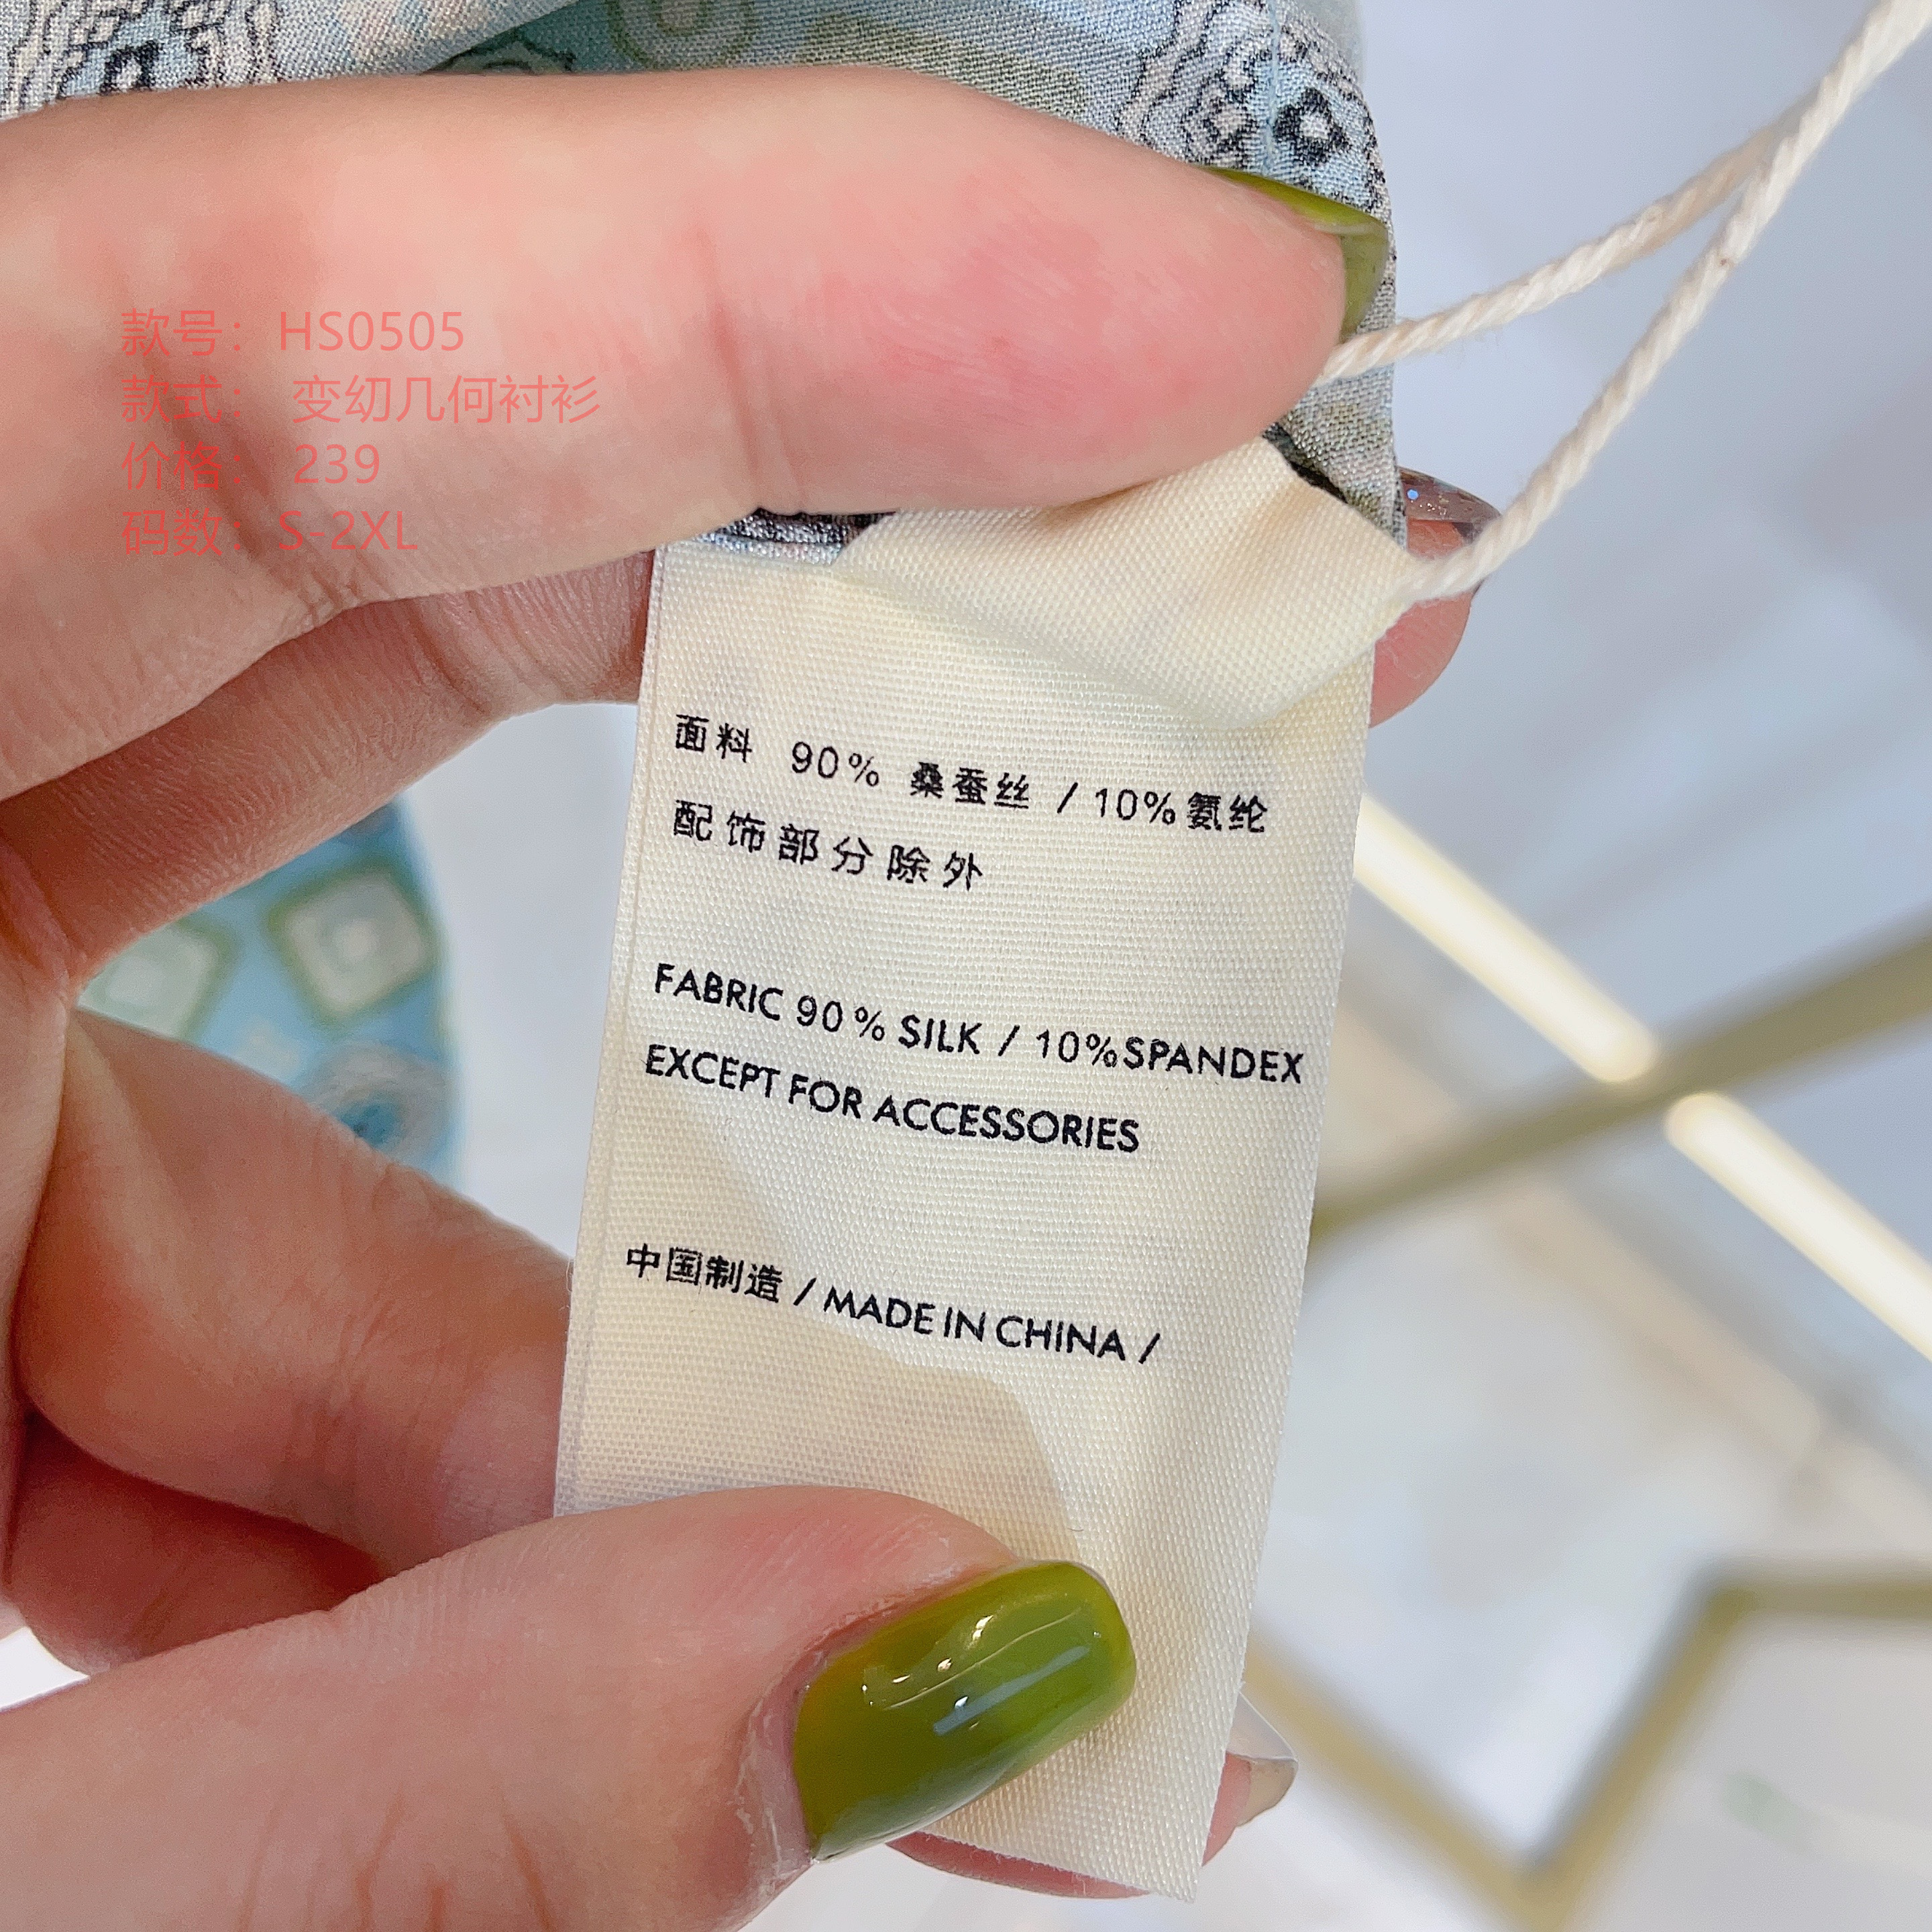 款号：HS0505
款式： 变幻几何衬衫
价格： 239
码数：S-2XL
面料 90% 桑蚕丝 / 10%氨纶
配饰部分除外
FABRIC 90% SILK / 10%SPANDEX
EXCEPT FOR ACCESSORIES
中国制造 / MADE IN CHINA /